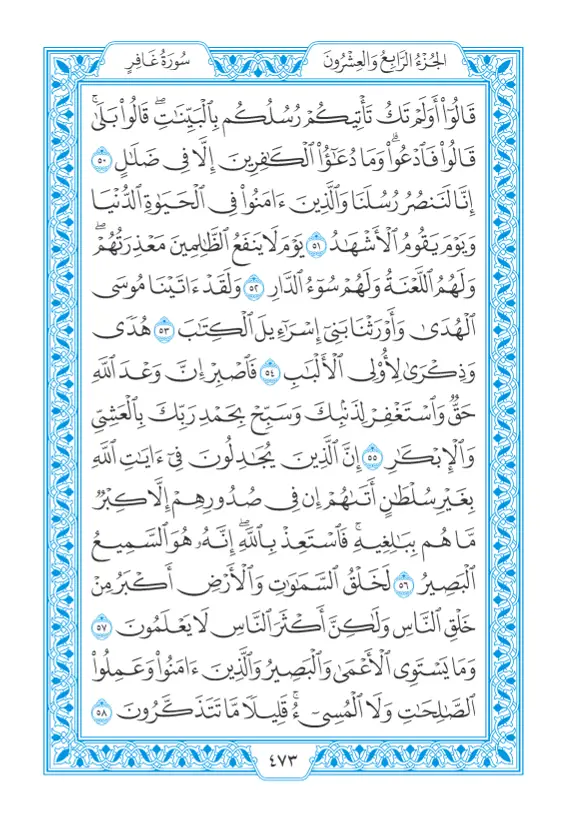 الجُزْءُ الرَّابِعُ وَالعِشْرُونَ
سُورَةُ غَافِرٍ
قَالُوٓا۟ أَوَلَمْ تَكُ تَأْتِيكُمْ رُسُلُكُم بِٱلْبَيِّنَـٰتِ ۖ قَالُوا۟ بَلَىٰ ۚ
قَالُوا۟ فَٱدْعُوا۟ ۗ وَمَا دُعَـٰٓؤُا۟ ٱلْكَـٰفِرِينَ إِلَّا فِى ضَلَـٰلٍ ٥٠
إِنَّا لَنَنصُرُ رُسُلَنَا وَٱلَّذِينَ ءَامَنُوا۟ فِى ٱلْحَيَوٰةِ ٱلدُّنْيَا
وَيَوْمَ يَقُومُ ٱلْأَشْهَـٰدُ ٥١ يَوْمَ لَا يَنفَعُ ٱلظَّـٰلِمِينَ مَعْذِرَتُهُمْ ۖ
وَلَهُمُ ٱللَّعْنَةُ وَلَهُمْ سُوٓءُ ٱلدَّارِ ٥٢ وَلَقَدْ ءَاتَيْنَا مُوسَى
ٱلْهُدَىٰ وَأَوْرَثْنَا بَنِىٓ إِسْرَٰٓءِيلَ ٱلْكِتَـٰبَ ٥٣ هُدًى
وَذِكْرَىٰ لِأُو۟لِى ٱلْأَلْبَـٰبِ ٥٤ فَٱصْبِرْ إِنَّ وَعْدَ ٱللَّهِ
حَقٌّ وَٱسْتَغْفِرْ لِذَنۢبِكَ وَسَبِّحْ بِحَمْدِ رَبِّكَ بِٱلْعَشِىِّ
وَٱلْإِبْكَـٰرِ ٥٥ إِنَّ ٱلَّذِينَ يُجَـٰدِلُونَ فِىٓ ءَايَـٰتِ ٱللَّهِ
بِغَيْرِ سُلْطَـٰنٍ أَتَىٰهُمْ ۙ إِن فِى صُدُورِهِمْ إِلَّا كِبْرٌ
مَّا هُم بِبَـٰلِغِيهِ ۚ فَٱسْتَعِذْ بِٱللَّهِ ۖ إِنَّهُۥ هُوَ ٱلسَّمِيعُ
ٱلْبَصِيرُ ٥٦ لَخَلْقُ ٱلسَّمَـٰوَٰتِ وَٱلْأَرْضِ أَكْبَرُ مِنْ
خَلْقِ ٱلنَّاسِ وَلَـٰكِنَّ أَكْثَرَ ٱلنَّاسِ لَا يَعْلَمُونَ ٥٧
وَمَا يَسْتَوِى ٱلْأَعْمَىٰ وَٱلْبَصِيرُ وَٱلَّذِينَ ءَامَنُوا۟ وَعَمِلُوا۟
ٱلصَّـٰلِحَـٰتِ وَلَا ٱلْمُسِىٓءُ ۚ قَلِيلًا مَّا تَتَذَكَّرُونَ ٥٨
٤٧٣